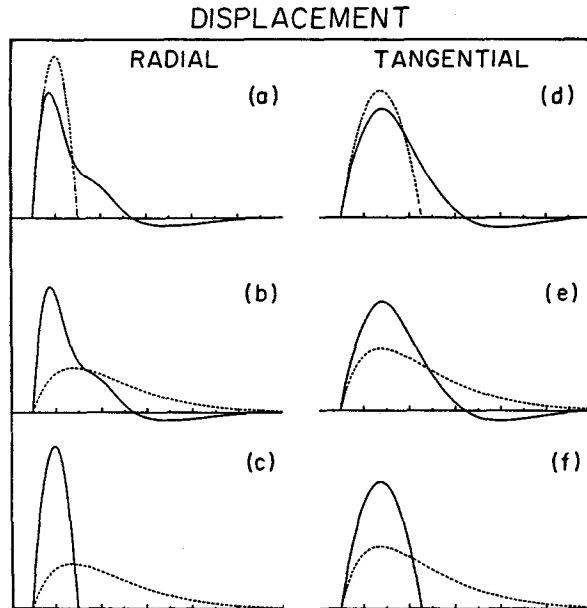 DISPLACEMENT
RADIAL
TANGENTIAL
(a)
(d)
(b)
(e)
(c)
(f)